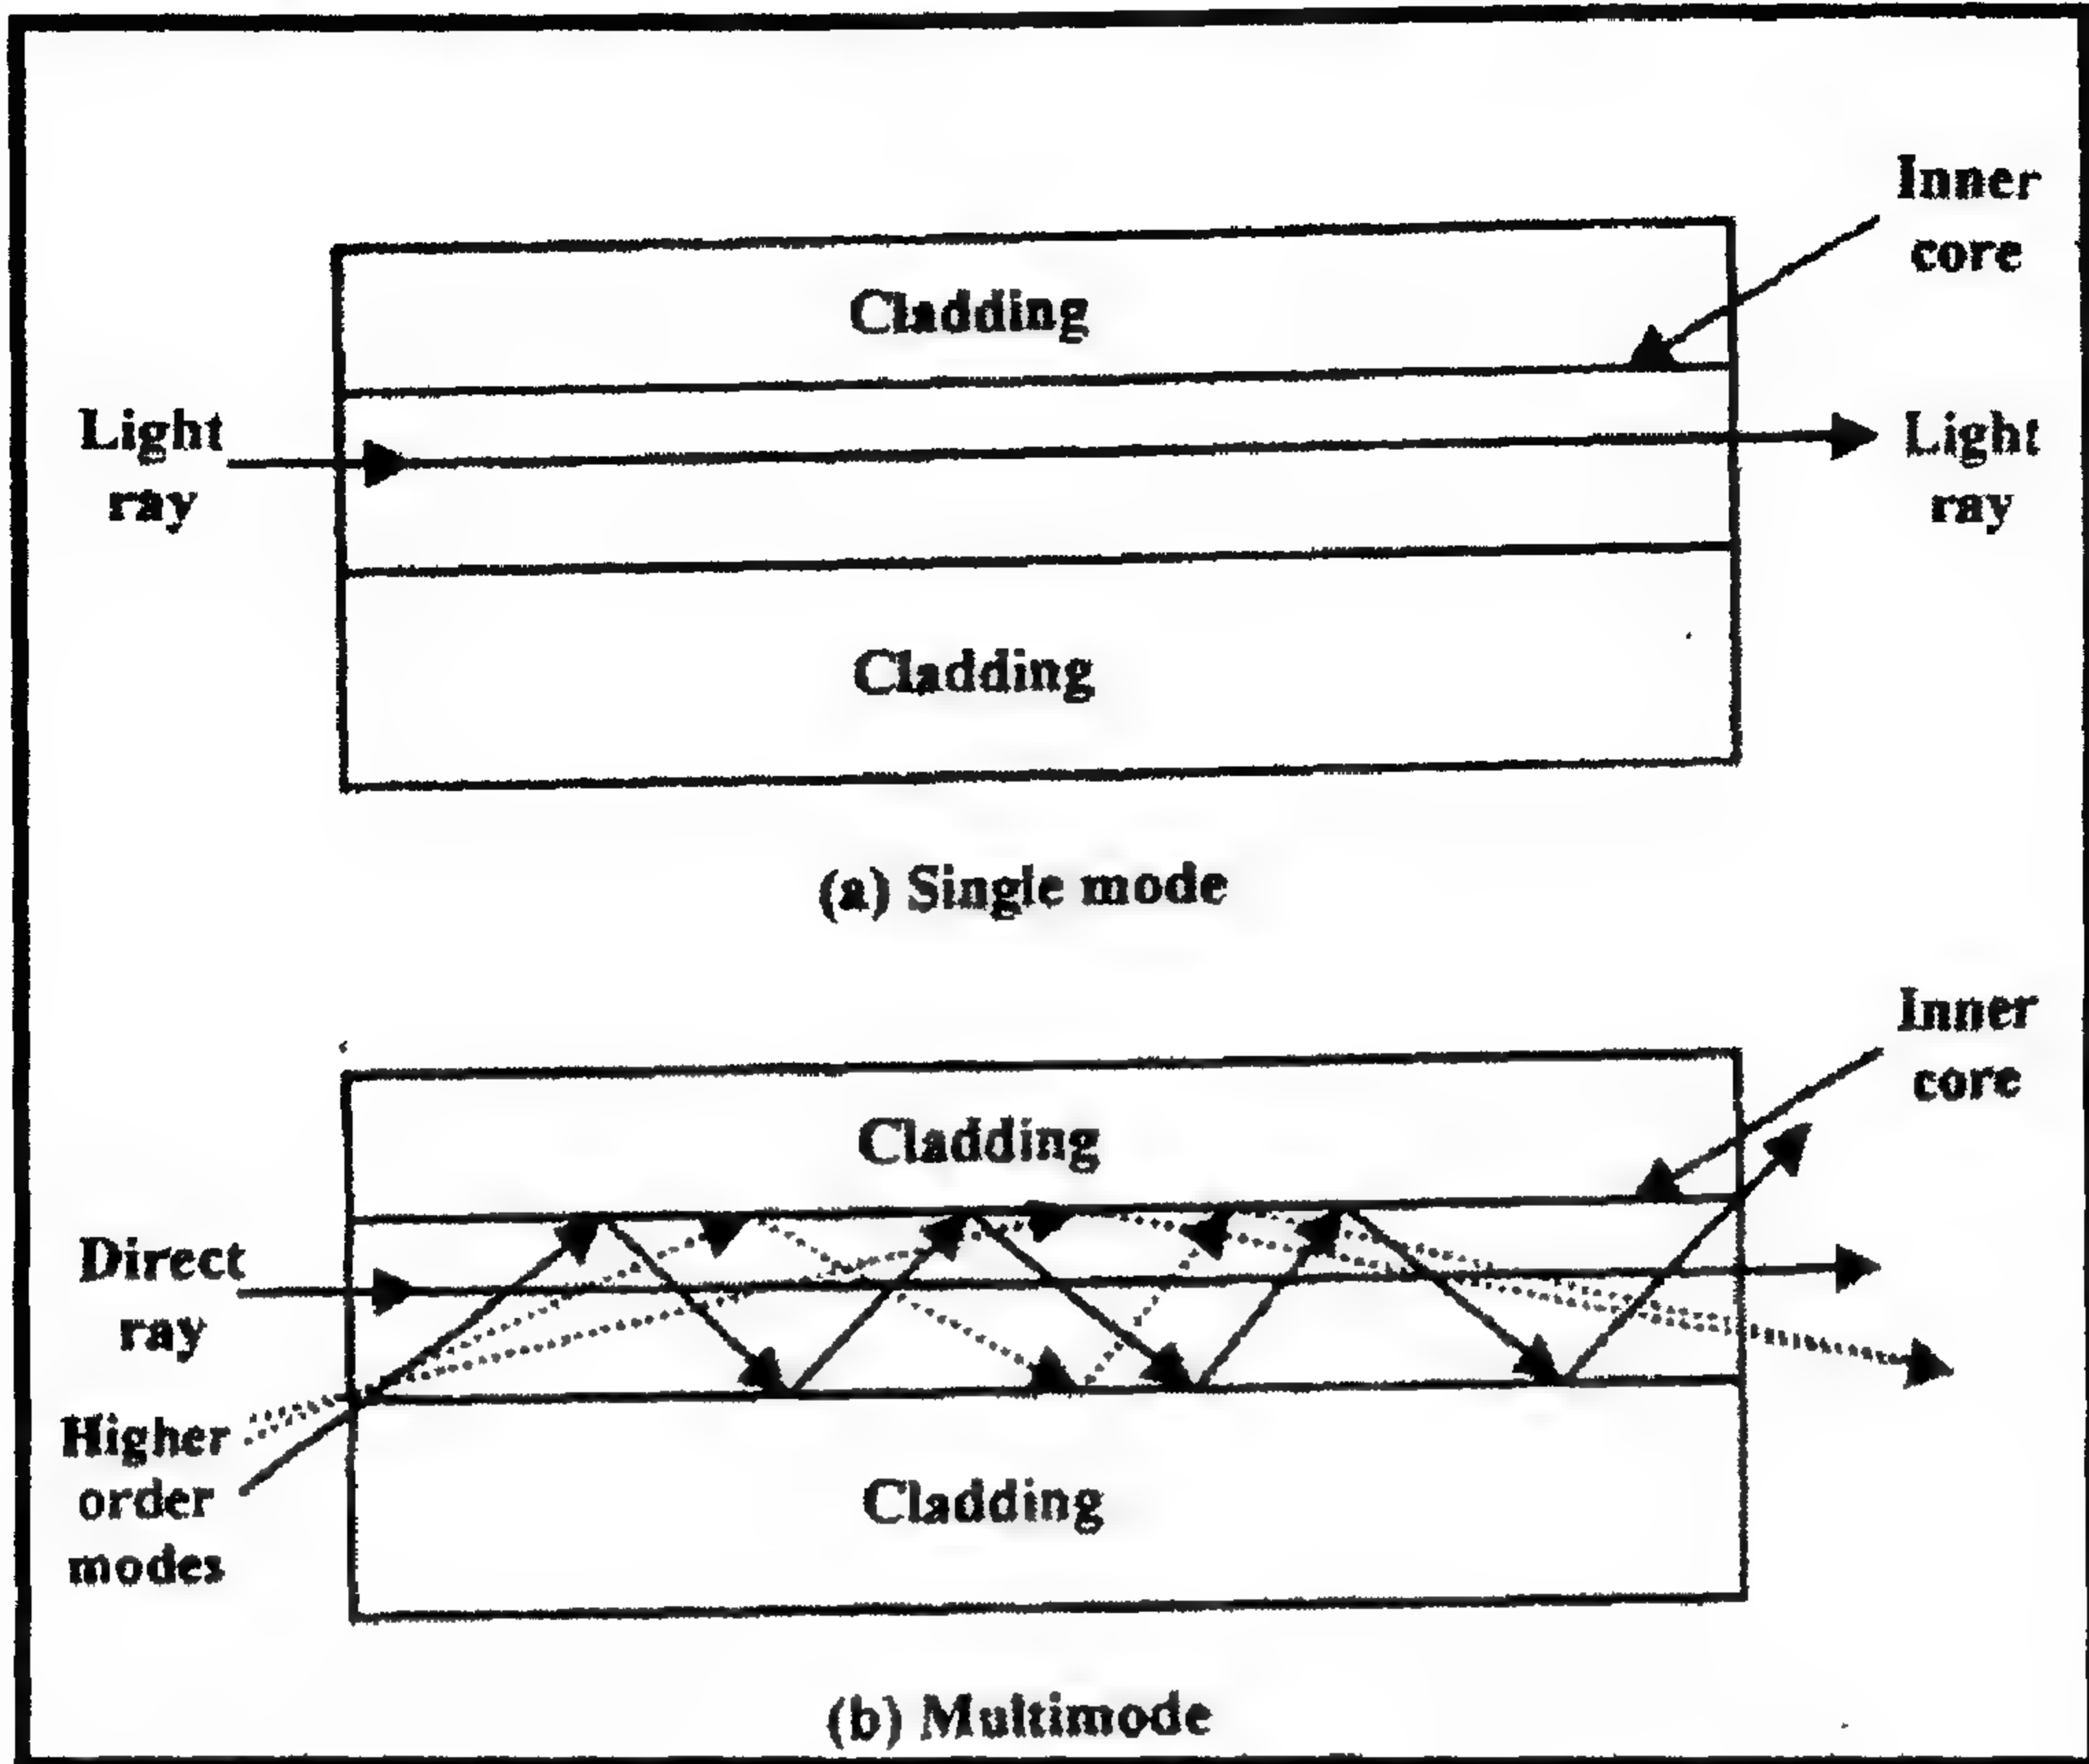 Inner
core
Cladding
Light
ray
Light
ray
Cladding
(a) Single mode
Inner
core
Cladding
Direct
ray
Higher
order
modes
Cladding
(b) Multimode